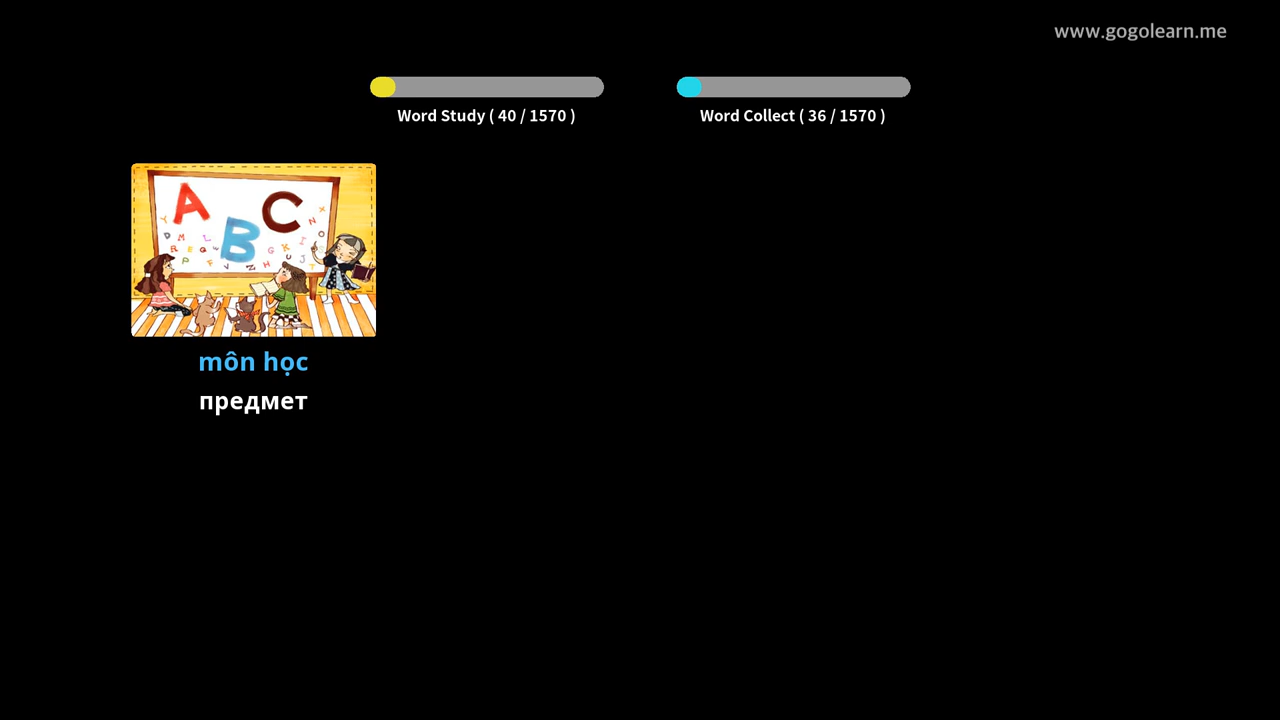 www.gogolearn.me
Word Study ( 40 / 1570 )
Word Collect ( 36 / 1570 )
A B C
môn học
предмет